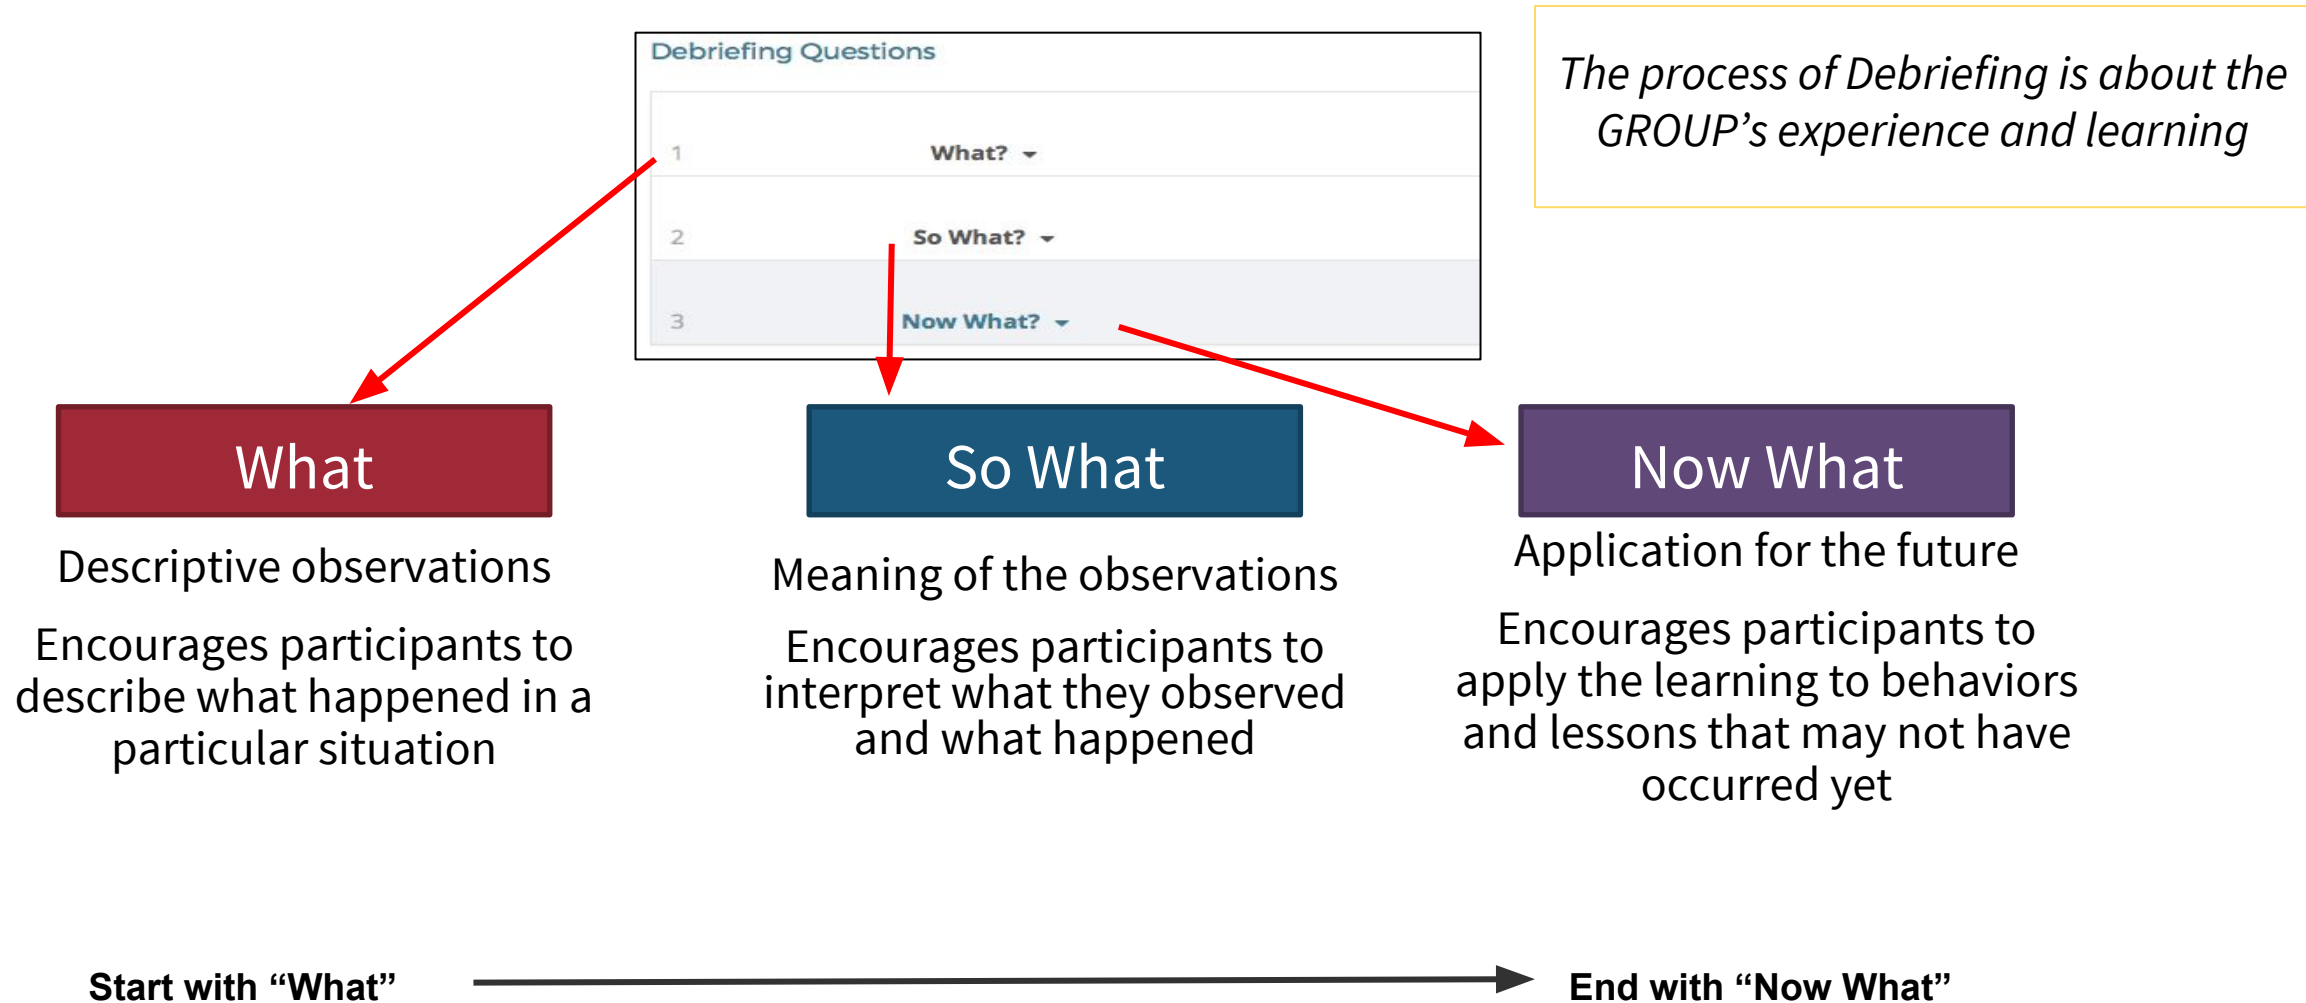 Debriefing Questions
1 What?
2 So What?
3 Now What?
The process of Debriefing is about the
GROUP’s experience and learning
What
Descriptive observations
Encourages participants to
describe what happened in a
particular situation
So What
Meaning of the observations
Encourages participants to
interpret what they observed
and what happened
Now What
Application for the future
Encourages participants to
apply the learning to behaviors
and lessons that may not have
occurred yet
Start with “What”
End with “Now What”